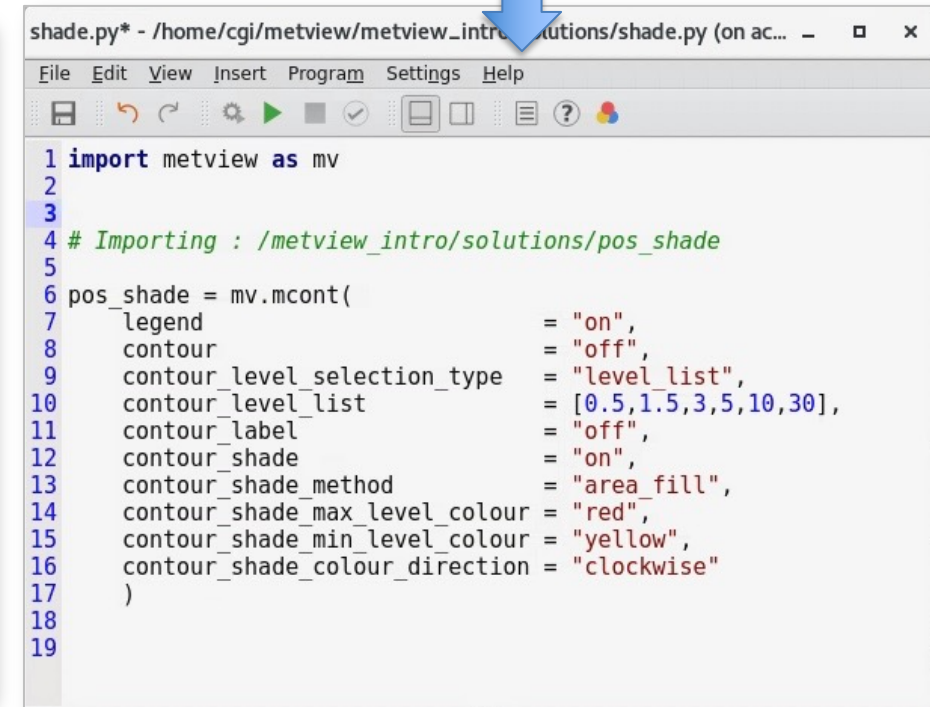 shade.py* - /home/cgi/metview/metview_intr lutions/shade.py (on ac...
File Edit View Insert Program Settings Help
1 import metview as mv
2
3
4 # Importing : /metview_intro/solutions/pos_shade
5
6 pos_shade = mv.mcont(
7     legend                       = "on",
8     contour                      = "off",
9     contour_level_selection_type = "level_list",
10     contour_level_list           = [0.5,1.5,3,5,10,30],
11     contour_label                = "off",
12     contour_shade                = "on",
13     contour_shade_method         = "area_fill",
14     contour_shade_max_level_colour = "red",
15     contour_shade_min_level_colour = "yellow",
16     contour_shade_colour_direction = "clockwise"
17     )
18
19